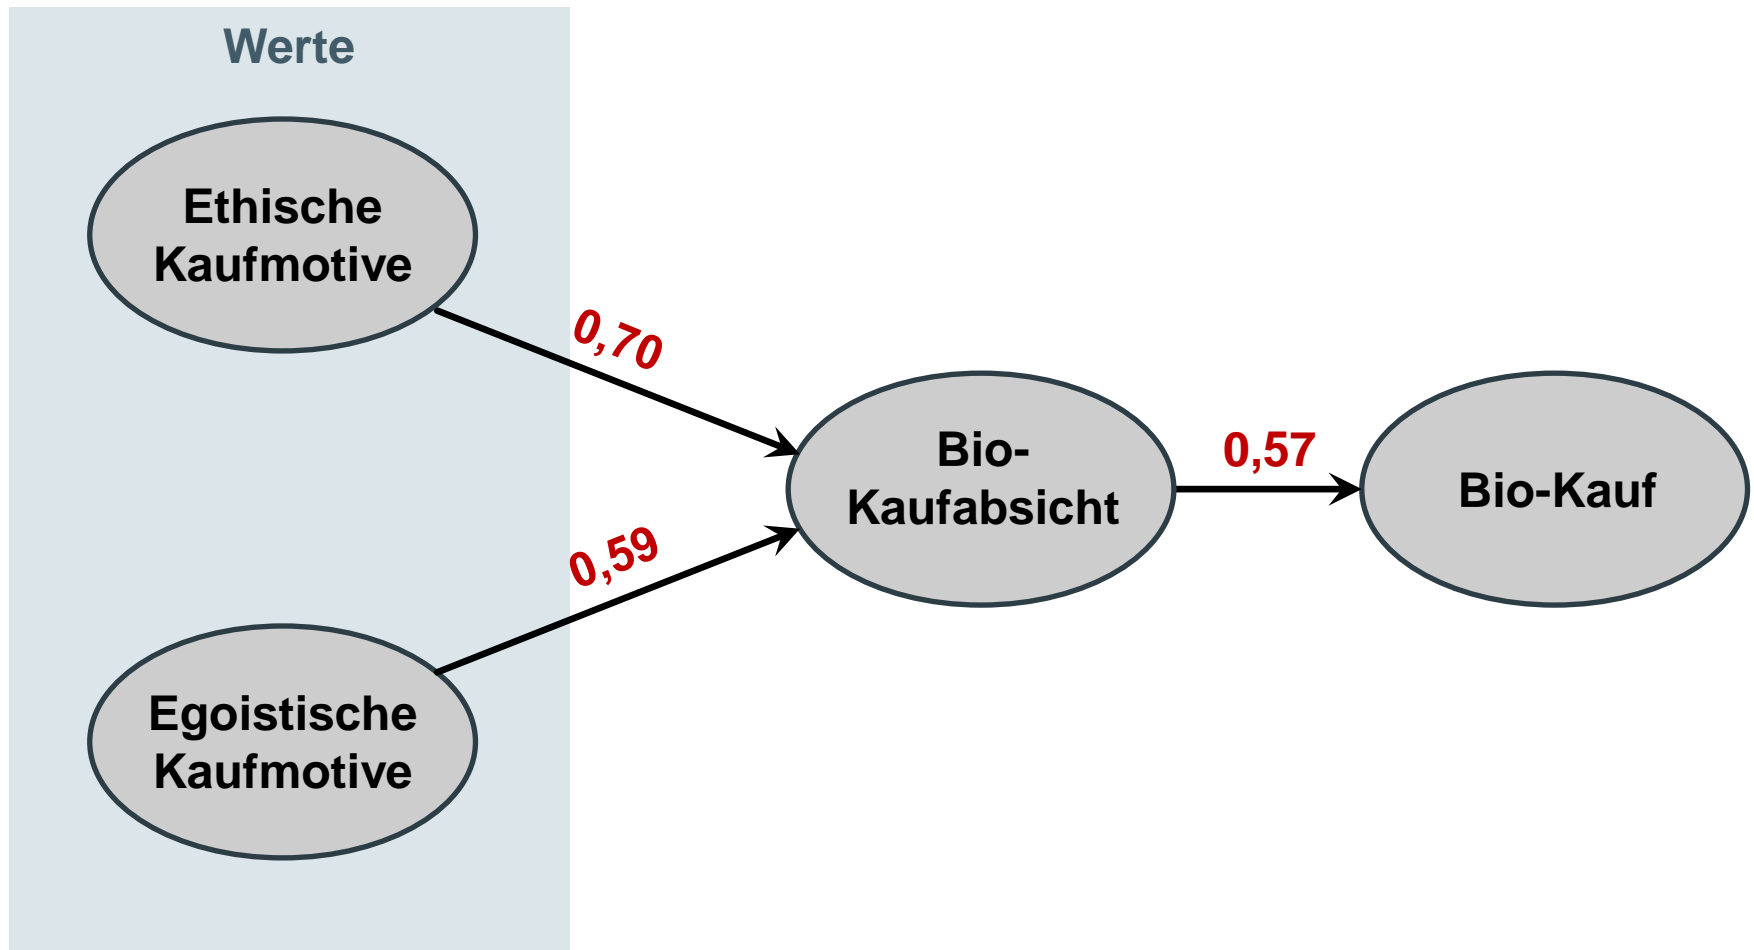 Werte
Ethische
Kaufmotive
0,70
Bio-
Kaufabsicht
0,57
Bio-Kauf
0,59
Egoistische
Kaufmotive